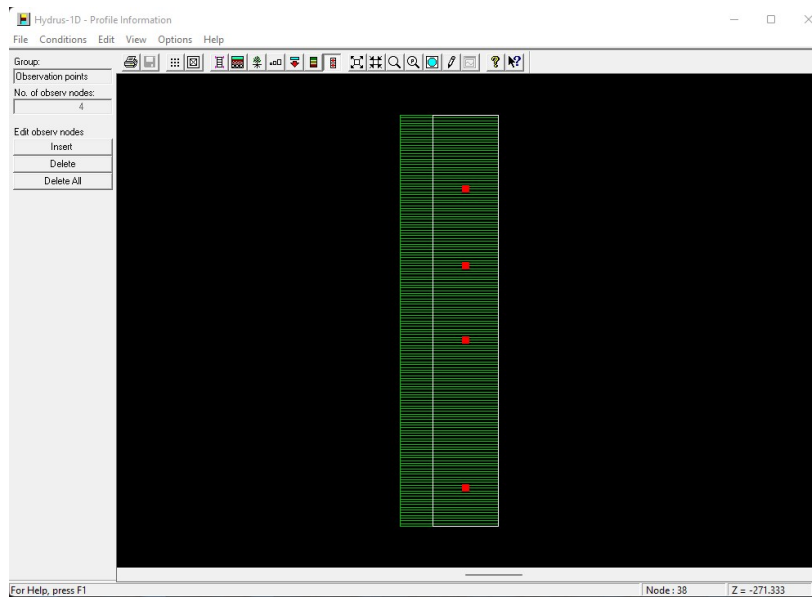 Hydrus-1D - Profile Information
File Conditions Edit View Options Help
Group:
Observation points
No. of observ nodes:
4
Edit observ nodes
Insert
Delete
Delete All
For Help, press F1
Node : 38
Z = -271.333